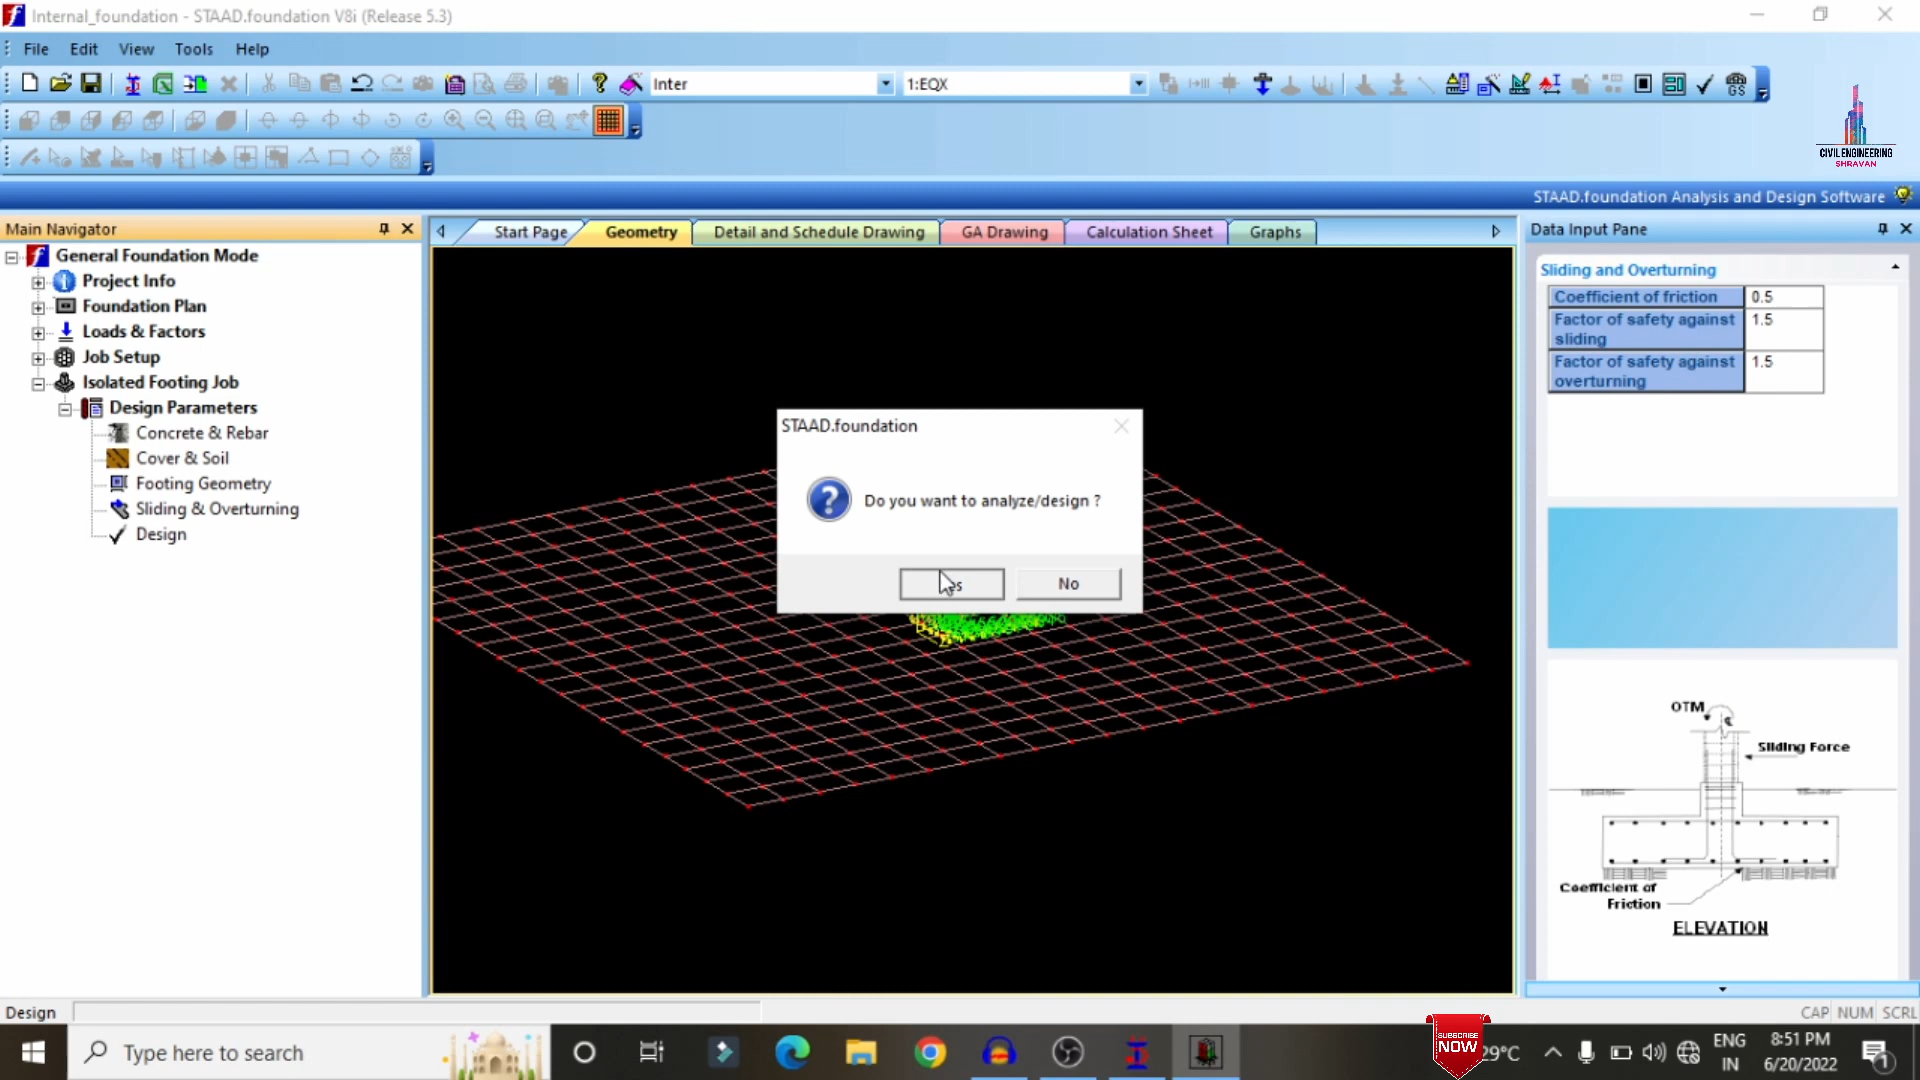 Internal_foundation - STAAD.foundation V8i (Release 5.3)
File Edit View Tools Help
Inter 1:EQX
GS
CIVIL ENGINEERING
SHRAVAN
STAAD.foundation Analysis and Design Software
Main Navigator
General Foundation Mode
Project Info
Foundation Plan
Loads & Factors
Job Setup
Isolated Footing Job
Design Parameters
Concrete & Rebar
Cover & Soil
Footing Geometry
Sliding & Overturning
Design
Start Page Geometry Detail and Schedule Drawing GA Drawing Calculation Sheet Graphs
STAAD.foundation
Do you want to analyze/design ?
No
Data Input Pane
Sliding and Overturning
Coefficient of friction 0.5
Factor of safety against sliding 1.5
Factor of safety against overturning 1.5
OTM
Sliding Force
Coefficient of
Friction
ELEVATION
Design
CAP NUM SCRL
Type here to search
SUBSCRIBE
NOW
29°C
ENG
IN
8:51 PM
6/20/2022
1